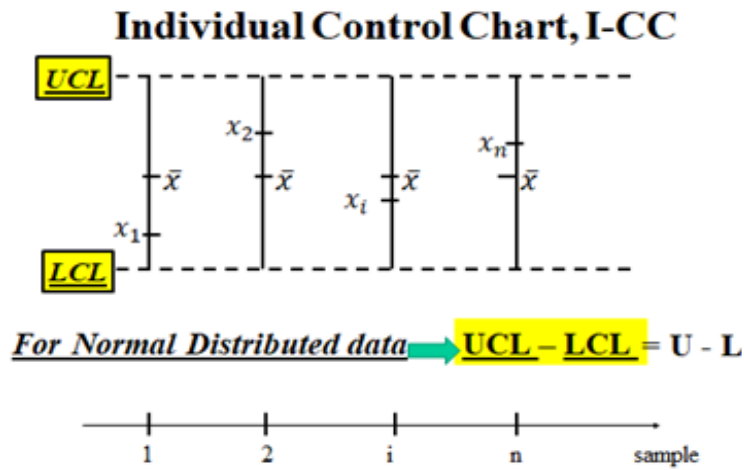 Individual Control Chart, I-CC
UCL
x₂
xₙ
x̄ x̄ x̄ x̄
xᵢ
x₁
LCL
For Normal Distributed data UCL – LCL = U - L
1 2 i n sample